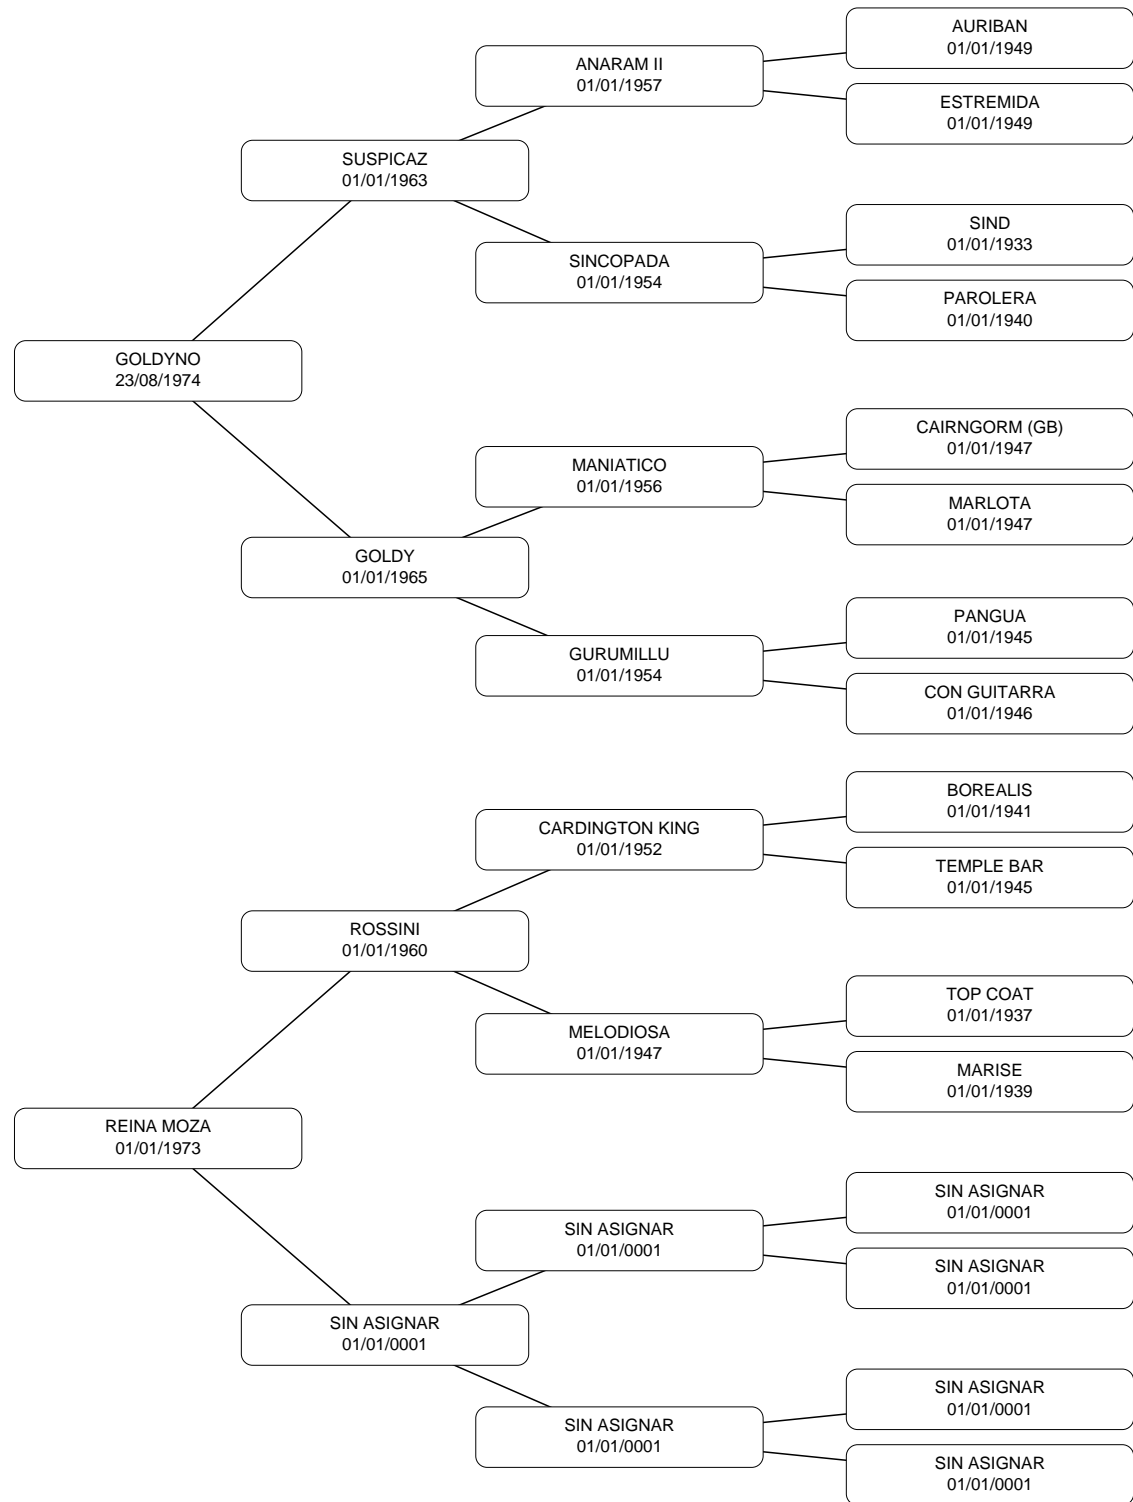 AURIBAN
01/01/1949
ANARAM II
01/01/1957
ESTREMIDA
01/01/1949
SUSPICAZ
01/01/1963
SIND
01/01/1933
SINCOPADA
01/01/1954
PAROLERA
01/01/1940
GOLDYNO
23/08/1974
CAIRNGORM (GB)
01/01/1947
MANIATICO
01/01/1956
MARLOTA
01/01/1947
GOLDY
01/01/1965
PANGUA
01/01/1945
GURUMILLU
01/01/1954
CON GUITARRA
01/01/1946
BOREALIS
01/01/1941
CARDINGTON KING
01/01/1952
TEMPLE BAR
01/01/1945
ROSSINI
01/01/1960
TOP COAT
01/01/1937
MELODIOSA
01/01/1947
MARISE
01/01/1939
REINA MOZA
01/01/1973
SIN ASIGNAR
01/01/0001
SIN ASIGNAR
01/01/0001
SIN ASIGNAR
01/01/0001
SIN ASIGNAR
01/01/0001
SIN ASIGNAR
01/01/0001
SIN ASIGNAR
01/01/0001
SIN ASIGNAR
01/01/0001